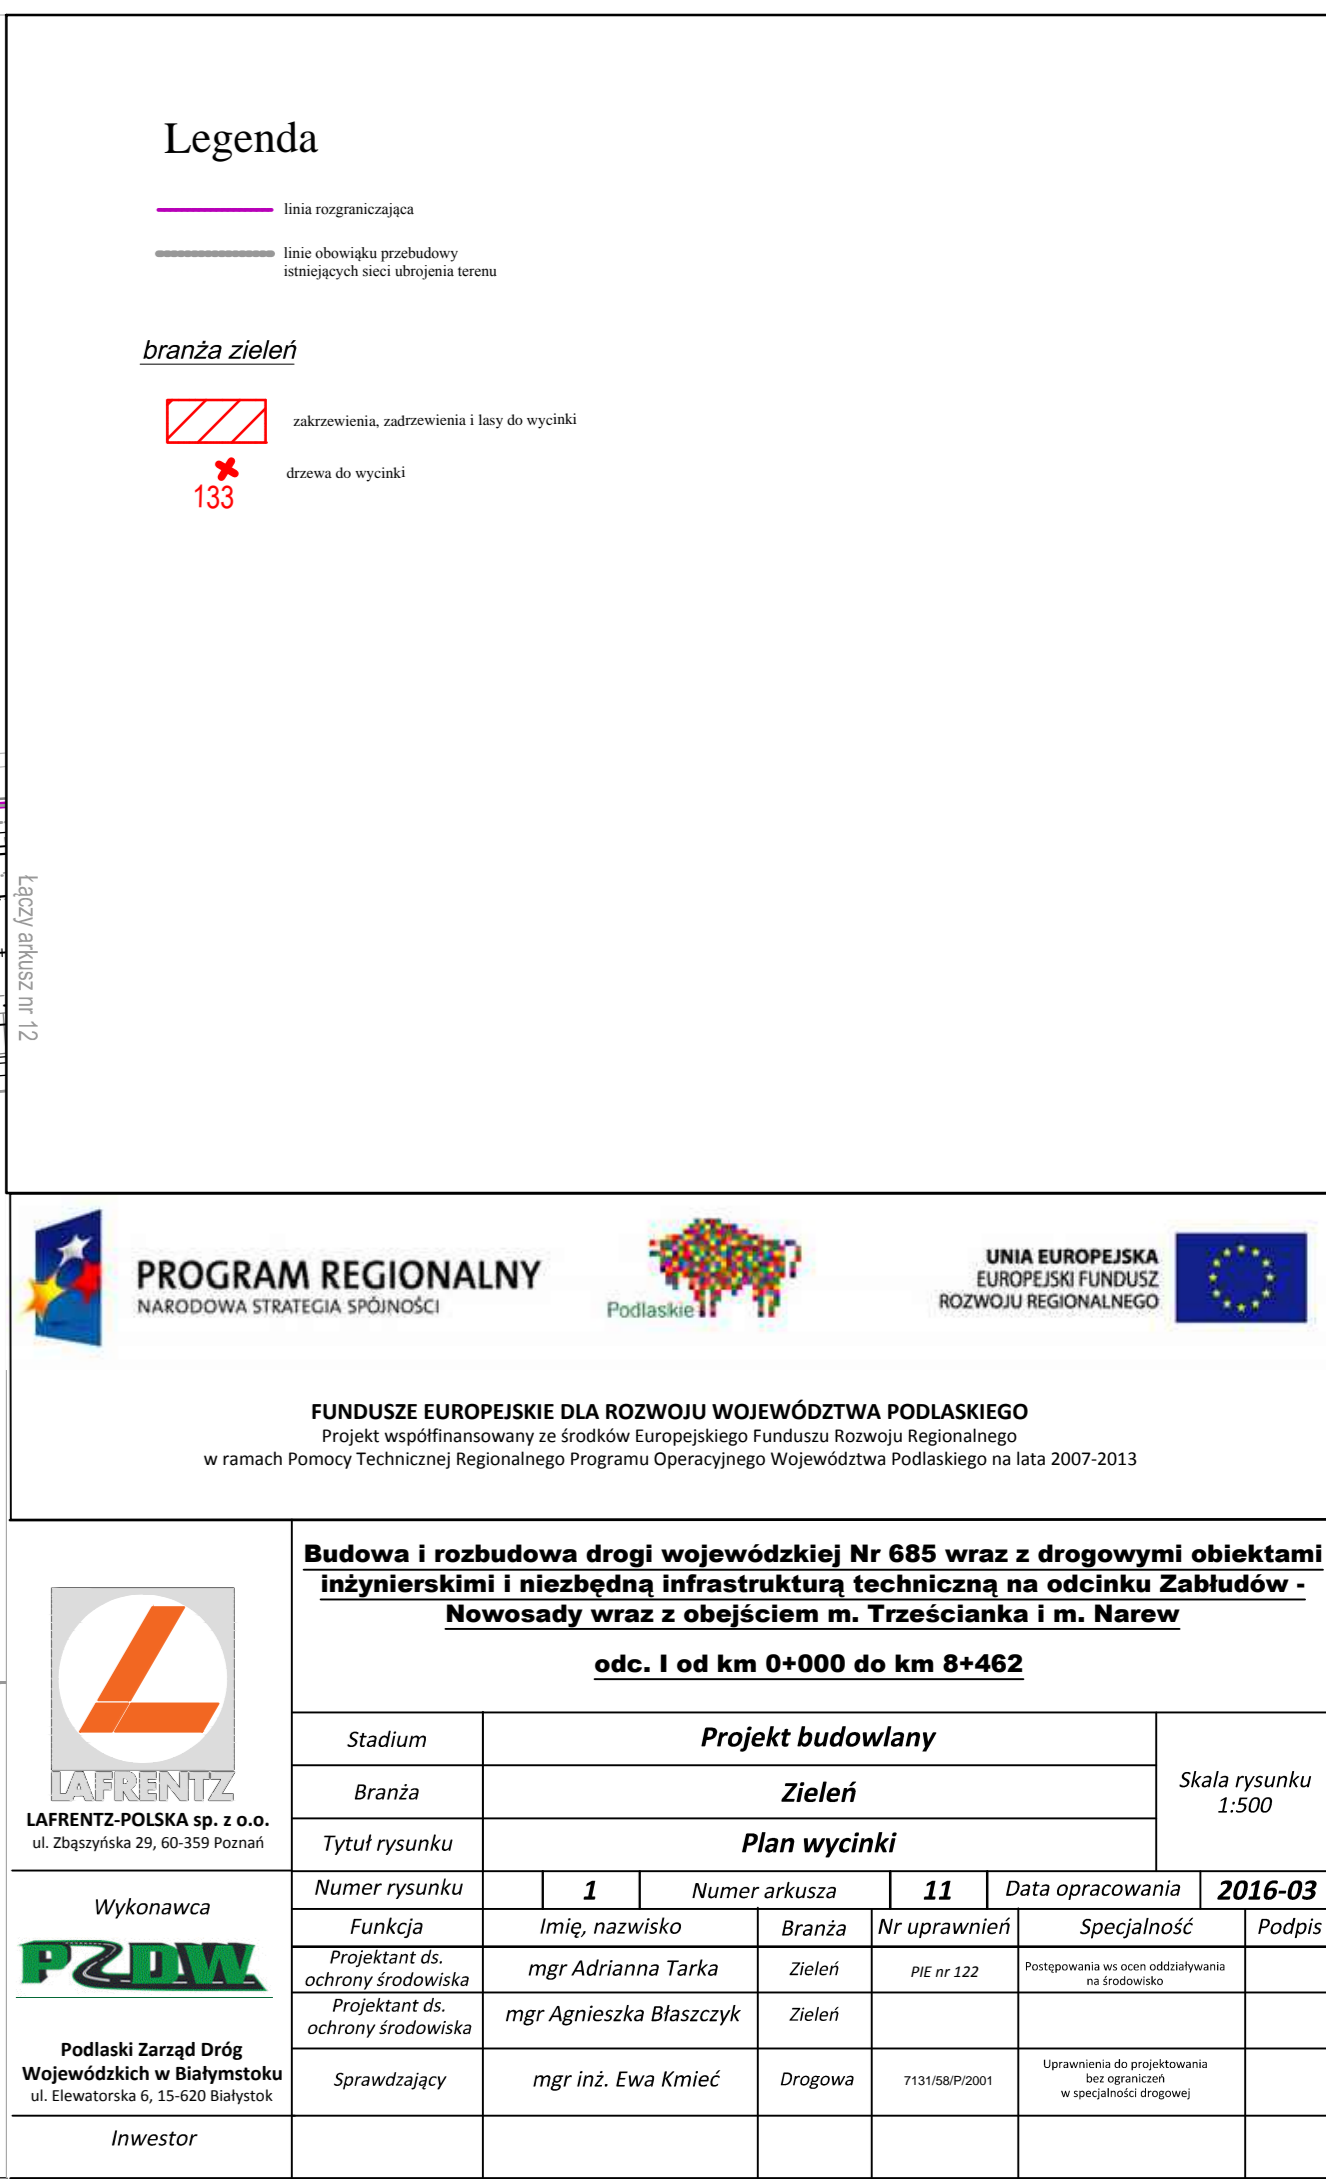 Legenda
linia rozgraniczająca
linie obowiąku przebudowy
istniejących sieci ubrojenia terenu
branża zieleń
zakrzewienia, zadrzewienia i lasy do wycinki
drzewa do wycinki
133
Łączy arkusz nr 12
PROGRAM REGIONALNY
NARODOWA STRATEGIA SPÓJNOŚCI
Podlaskie
UNIA EUROPEJSKA
EUROPEJSKI FUNDUSZ
ROZWOJU REGIONALNEGO
FUNDUSZE EUROPEJSKIE DLA ROZWOJU WOJEWÓDZTWA PODLASKIEGO
Projekt współfinansowany ze środków Europejskiego Funduszu Rozwoju Regionalnego
w ramach Pomocy Technicznej Regionalnego Programu Operacyjnego Województwa Podlaskiego na lata 2007-2013
Budowa i rozbudowa drogi wojewódzkiej Nr 685 wraz z drogowymi obiektami
inżynierskimi i niezbędną infrastrukturą techniczną na odcinku Zabłudów -
Nowosady wraz z obejściem m. Trześcianka i m. Narew
odc. I od km 0+000 do km 8+462
LAFRENTZ
LAFRENTZ-POLSKA sp. z o.o.
ul. Zbąszyńska 29, 60-359 Poznań
Wykonawca
PZDW
Podlaski Zarząd Dróg
Wojewódzkich w Białymstoku
ul. Elewatorska 6, 15-620 Białystok
Inwestor
Stadium Projekt budowlany
Branża Zieleń
Skala rysunku
1:500
Tytuł rysunku Plan wycinki
Numer rysunku 1 Numer arkusza 11 Data opracowania 2016-03
Funkcja Imię, nazwisko Branża Nr uprawnień Specjalność Podpis
Projektant ds.
ochrony środowiska mgr Adrianna Tarka Zieleń PIE nr 122 Postępowania ws ocen oddziaływania
na środowisko
Projektant ds.
ochrony środowiska mgr Agnieszka Błaszczyk Zieleń
Sprawdzający mgr inż. Ewa Kmieć Drogowa 7131/58/P/2001 Uprawnienia do projektowania
bez ograniczeń
w specjalności drogowej